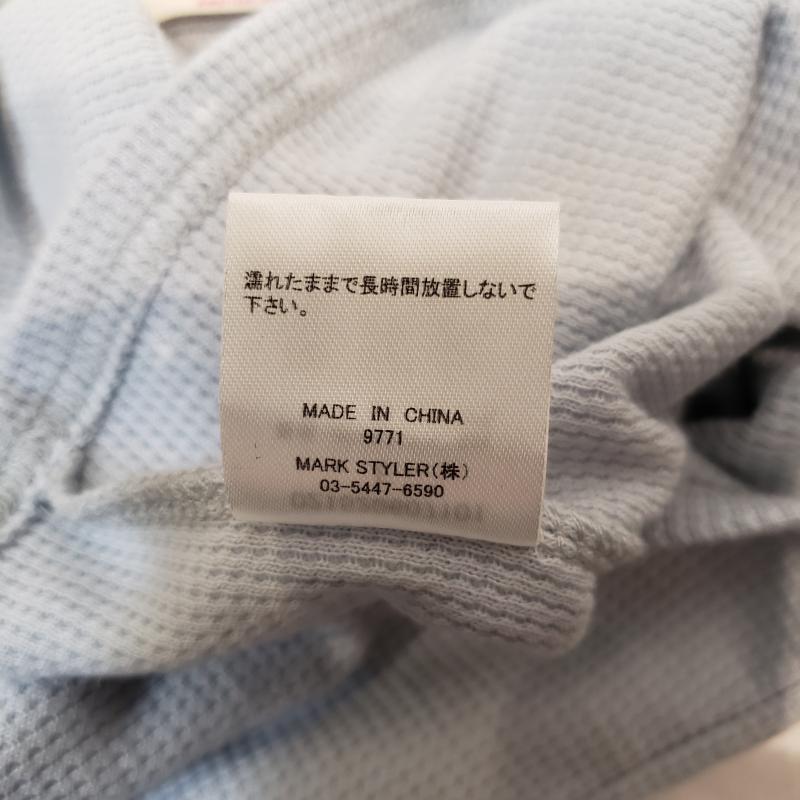 濡れたままで長時間放置しないで
下さい。
MADE IN CHINA
9771
MARK STYLER(株)
03-5447-6590